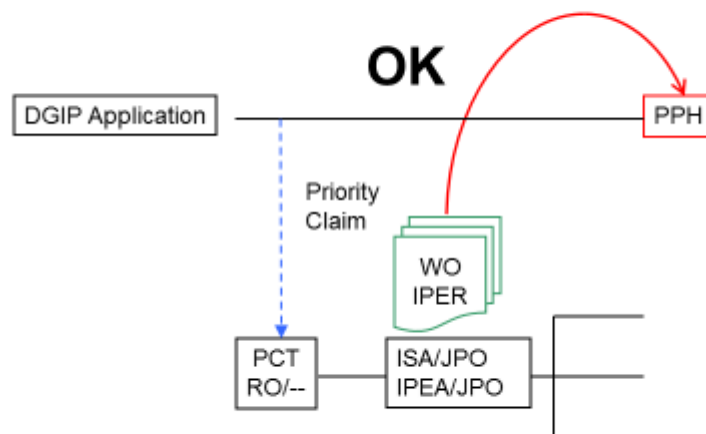 OK
DGIP Application
PPH
Priority
Claim
WO
IPER
PCT
RO/--
ISA/JPO
IPEA/JPO